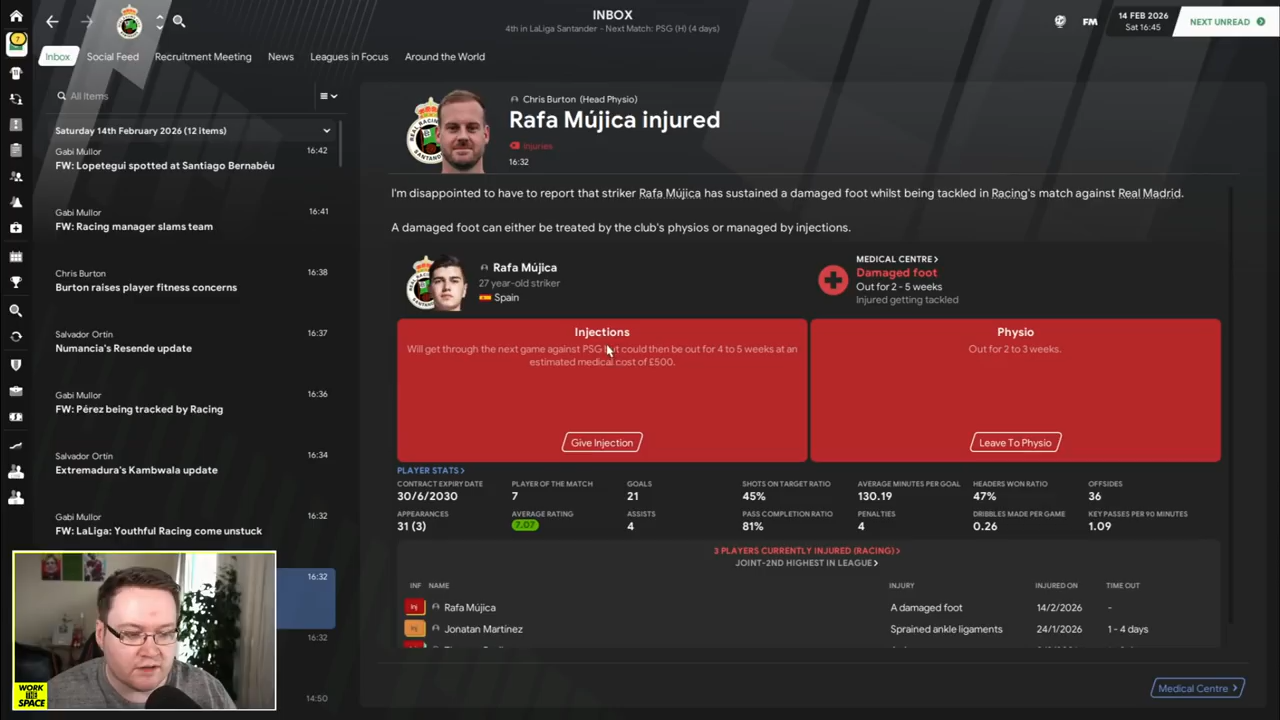 INBOX
4th in LaLiga Santander - Next Match: PSG (H) (4 days)
FM
14 FEB 2026
Sat 16:45
NEXT UNREAD
7
Inbox
Social Feed
Recruitment Meeting
News
Leagues in Focus
Around the World
All Items
Saturday 14th February 2026 (12 items)
Gabi Mullor
16:42
FW: Lopetegui spotted at Santiago Bernabéu
Gabi Mullor
16:41
FW: Racing manager slams team
Chris Burton
16:38
Burton raises player fitness concerns
Salvador Ortin
16:37
Numancia's Resende update
Gabi Mullor
16:36
FW: Pérez being tracked by Racing
Salvador Ortin
16:34
Extremadura's Kambwala update
Gabi Mullor
16:32
FW: LaLiga: Youthful Racing come unstuck
16:32
16:32
14:50
WORK
THE
SPACE
Chris Burton (Head Physio)
Rafa Mújica injured
Injuries
16:32
I'm disappointed to have to report that striker Rafa Mújica has sustained a damaged foot whilst being tackled in Racing's match against Real Madrid.
A damaged foot can either be treated by the club's physios or managed by injections.
Rafa Mújica
27 year-old striker
Spain
MEDICAL CENTRE
Damaged foot
Out for 2 - 5 weeks
Injured getting tackled
Injections
Will get through the next game against PSG but could then be out for 4 to 5 weeks at an
estimated medical cost of £500.
Give Injection
Physio
Out for 2 to 3 weeks.
Leave To Physio
PLAYER STATS
CONTRACT EXPIRY DATE PLAYER OF THE MATCH GOALS SHOTS ON TARGET RATIO AVERAGE MINUTES PER GOAL HEADERS WON RATIO OFFSIDES
30/6/2030 7 21 45% 130.19 47% 36
APPEARANCES AVERAGE RATING ASSISTS PASS COMPLETION RATIO PENALTIES DRIBBLES MADE PER GAME KEY PASSES PER 90 MINUTES
31 (3) 7.07 4 81% 4 0.26 1.09
3 PLAYERS CURRENTLY INJURED (RACING)
JOINT-2ND HIGHEST IN LEAGUE
INF NAME INJURY INJURED ON TIME OUT
Inj Rafa Mújica A damaged foot 14/2/2026 -
Inj Jonatan Martínez Sprained ankle ligaments 24/1/2026 1 - 4 days
Medical Centre